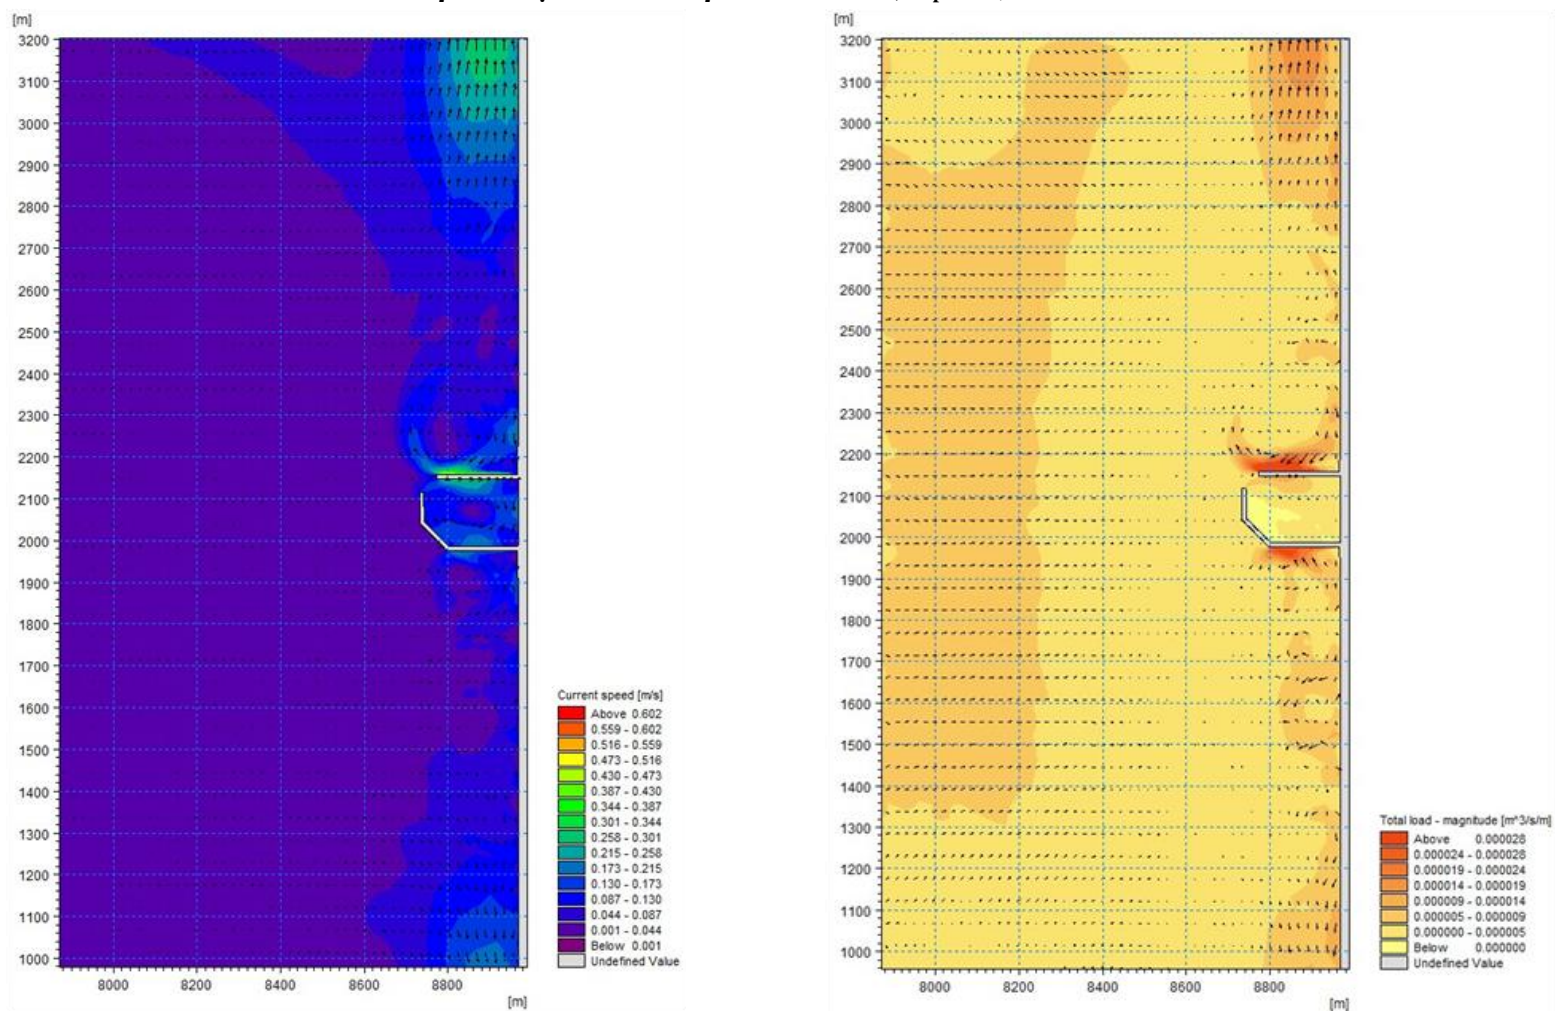 [m]
3200
3100
3000
2900
2800
2700
2600
2500
2400
2300
2200
2100
2000
1900
1800
1700
1600
1500
1400
1300
1200
1100
1000
8000 8200 8400 8600 8800
[m]
Current speed [m/s]
Above 0.602
0.559 - 0.602
0.516 - 0.559
0.473 - 0.516
0.430 - 0.473
0.387 - 0.430
0.344 - 0.387
0.301 - 0.344
0.258 - 0.301
0.215 - 0.258
0.173 - 0.215
0.130 - 0.173
0.087 - 0.130
0.044 - 0.087
0.001 - 0.044
Below 0.001
Undefined Value
[m]
3200
3100
3000
2900
2800
2700
2600
2500
2400
2300
2200
2100
2000
1900
1800
1700
1600
1500
1400
1300
1200
1100
1000
8000 8200 8400 8600 8800
[m]
Total load - magnitude [m^3/s/m]
Above 0.000028
0.000024 - 0.000028
0.000019 - 0.000024
0.000014 - 0.000019
0.000009 - 0.000014
0.000005 - 0.000009
0.000000 - 0.000005
Below 0.000000
Undefined Value